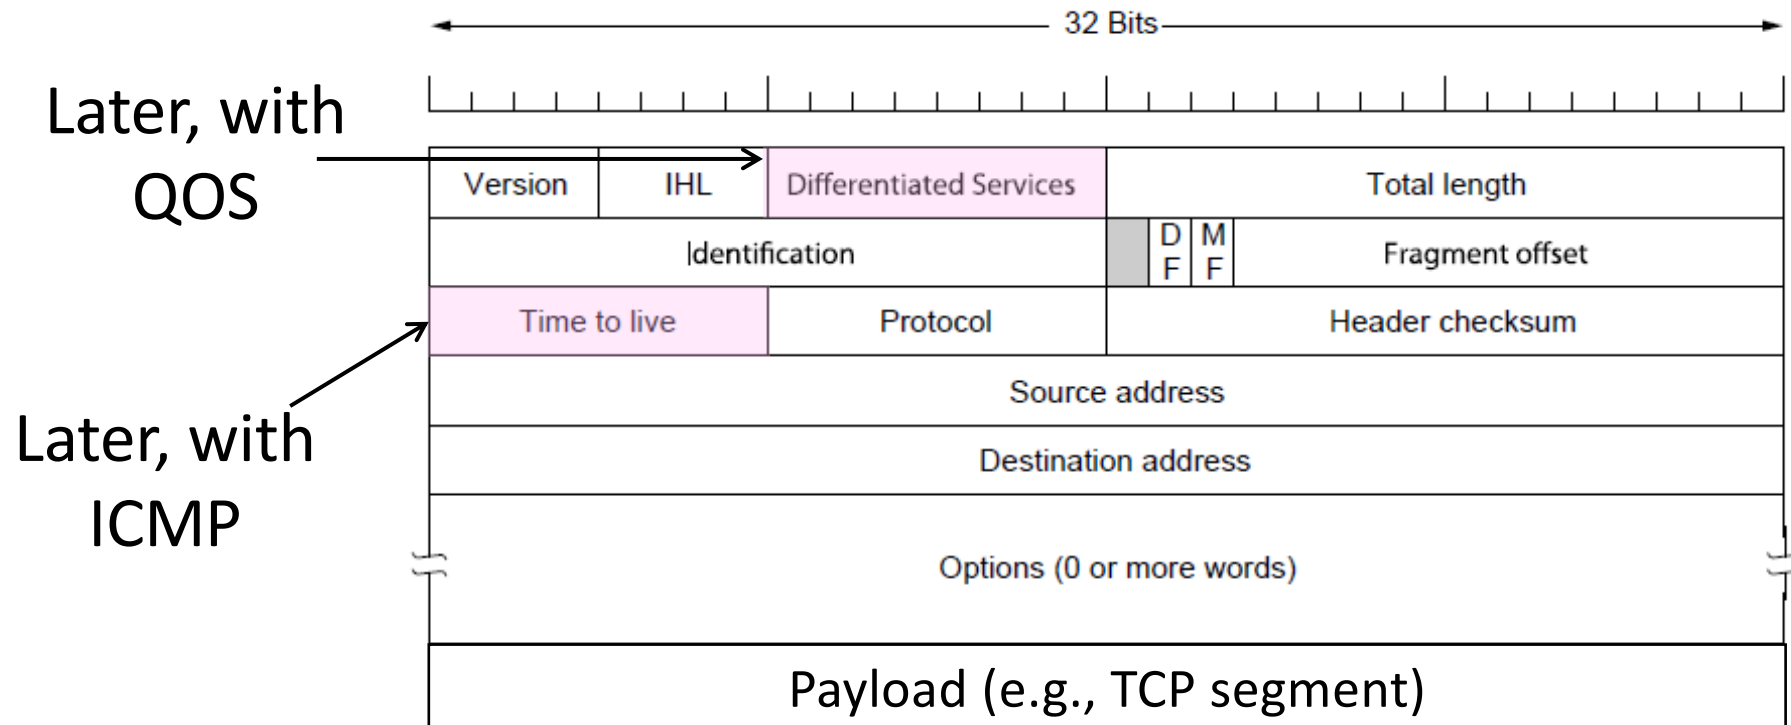 32 Bits
Later, with
QOS
Version IHL Differentiated Services Total length
Identification D F M F Fragment offset
Time to live Protocol Header checksum
Source address
Later, with
ICMP
Destination address
Options (0 or more words)
Payload (e.g., TCP segment)